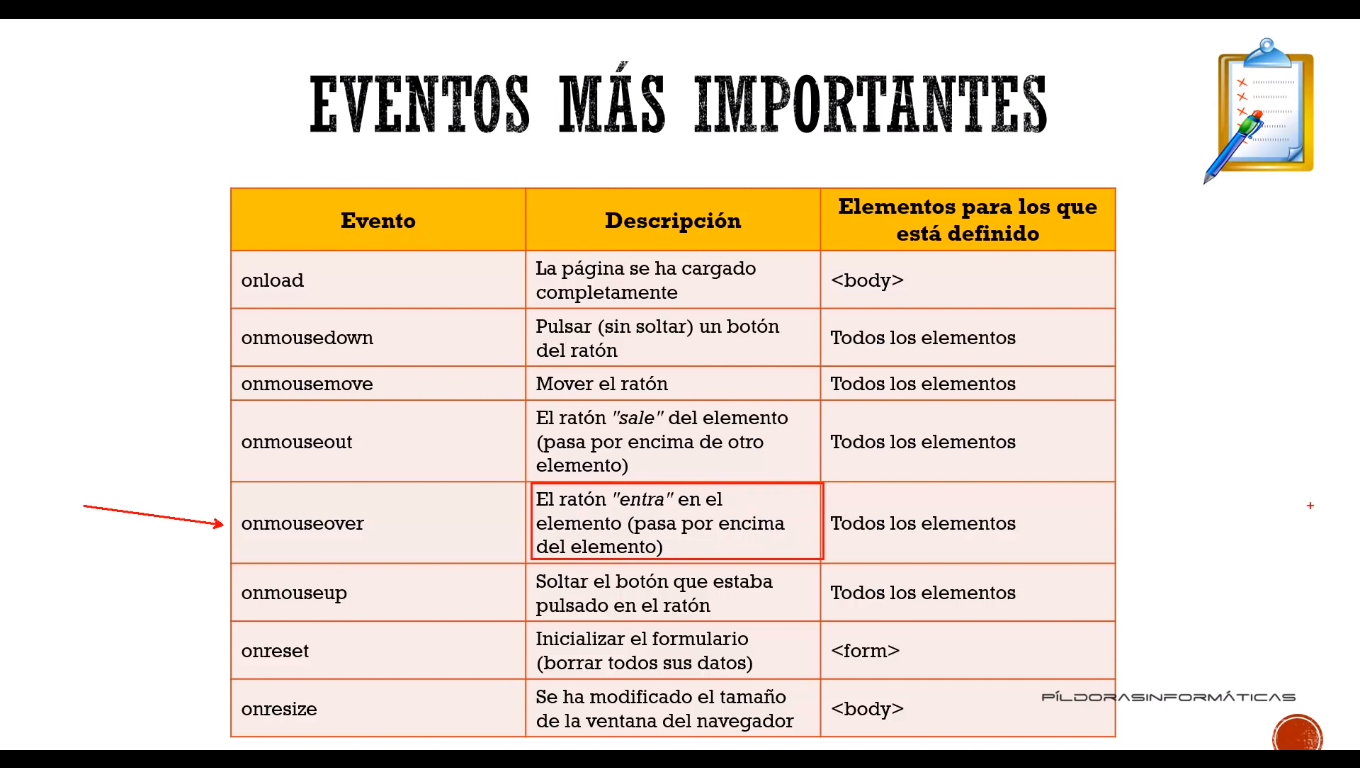 EVENTOS MÁS IMPORTANTES
Evento
Descripción
Elementos para los que
está definido
onload
La página se ha cargado
completamente
<body>
onmousedown
Pulsar (sin soltar) un botón
del ratón
Todos los elementos
onmousemove
Mover el ratón
Todos los elementos
onmouseout
El ratón "sale" del elemento
(pasa por encima de otro
elemento)
Todos los elementos
onmouseover
El ratón "entra" en el
elemento (pasa por encima
del elemento)
Todos los elementos
onmouseup
Soltar el botón que estaba
pulsado en el ratón
Todos los elementos
onreset
Inicializar el formulario
(borrar todos sus datos)
<form>
onresize
Se ha modificado el tamaño
de la ventana del navegador
<body>
PÍLDORASINFORMÁTICAS